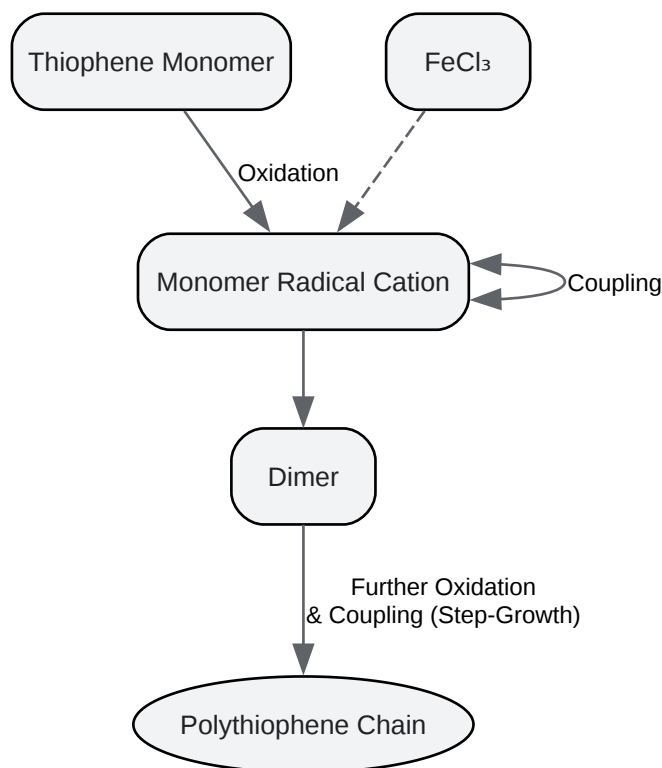 Thiophene Monomer
FeCl₃
Oxidation
Monomer Radical Cation
Coupling
Dimer
Further Oxidation
& Coupling (Step-Growth)
Polythiophene Chain